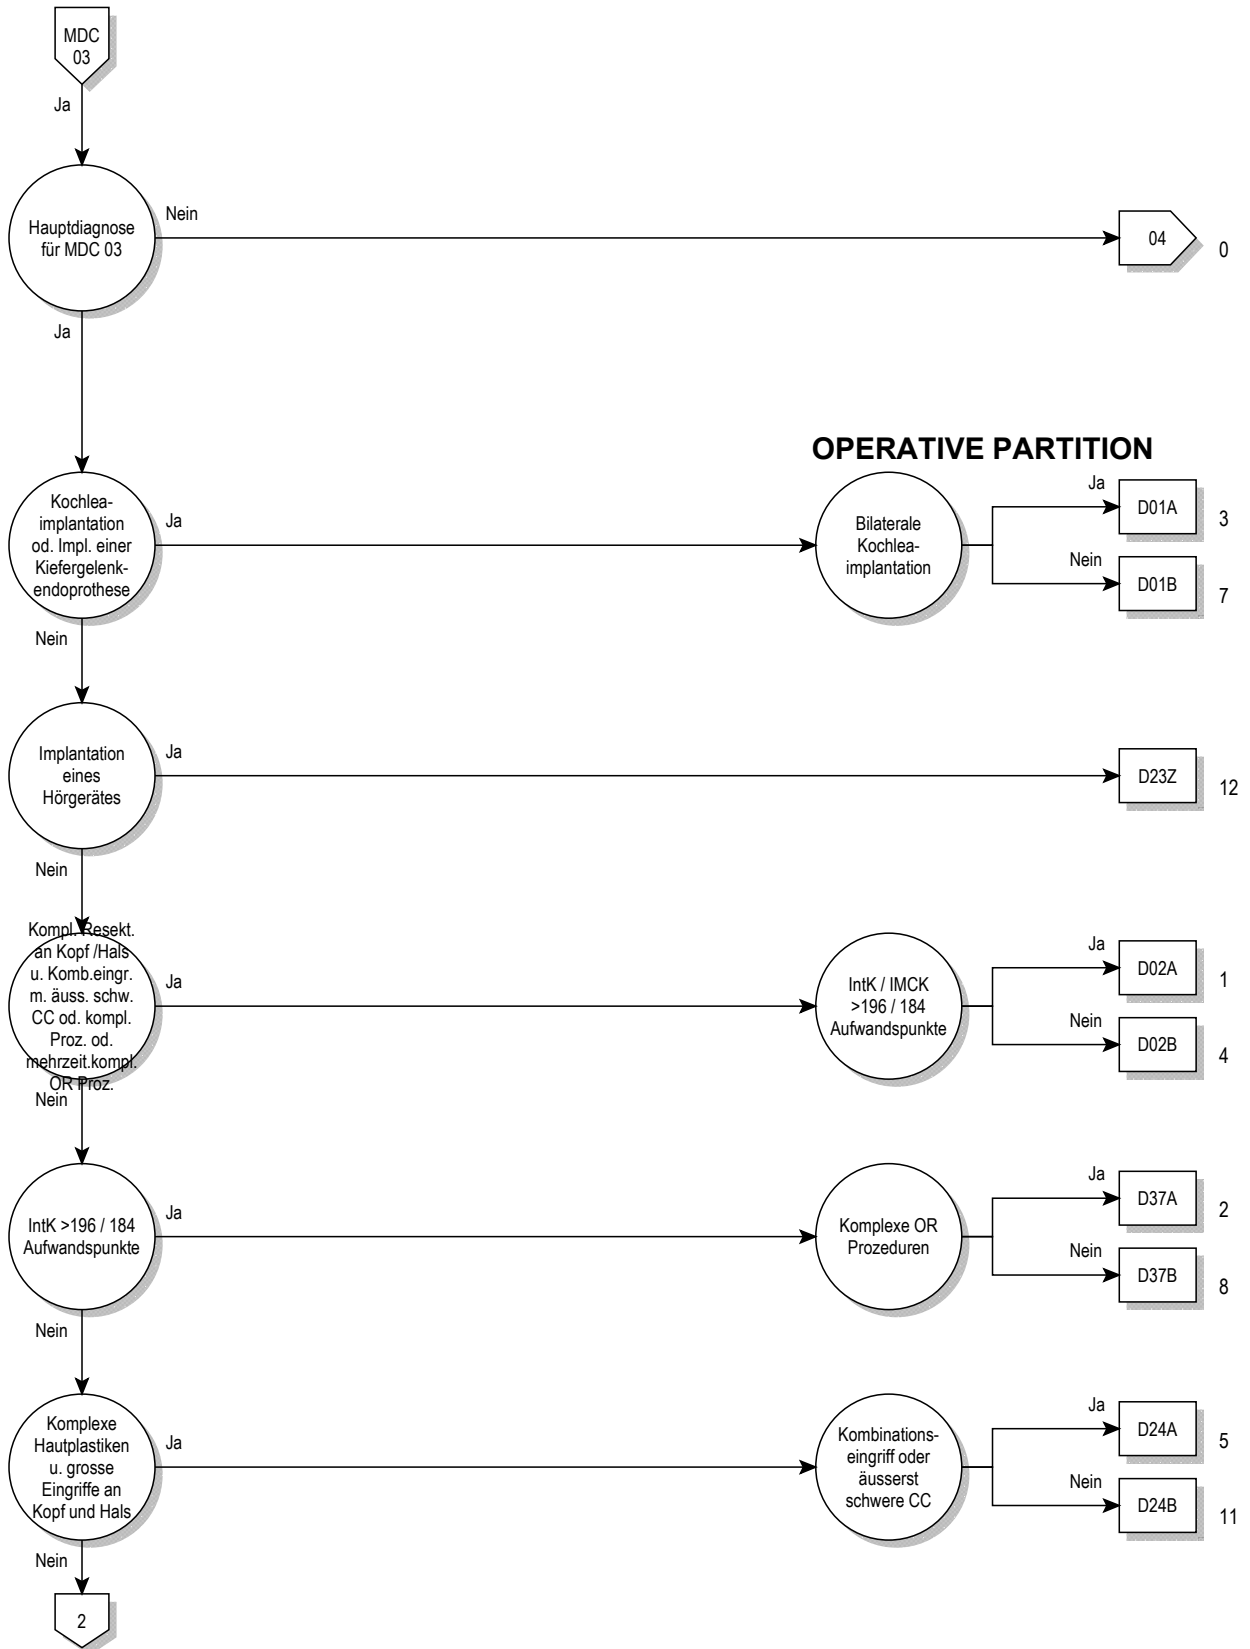 MDC
03
Ja
Hauptdiagnose
für MDC 03
Nein
04
0
Ja
OPERATIVE PARTITION
Kochlea-
implantation
od. Impl. einer
Kiefergelenk-
endoprothese
Ja
Bilaterale
Kochlea-
implantation
Ja
D01A
3
Nein
D01B
7
Nein
Implantation
eines
Hörgerätes
Ja
D23Z
12
Nein
Kompl. Resekt.
an Kopf /Hals
u. Komb.eingr.
m. äuss. schw.
CC od. kompl.
Proz. od.
mehrzeit.kompl.
OR Proz.
Ja
IntK / IMCK
>196 / 184
Aufwandspunkte
Ja
D02A
1
Nein
D02B
4
Nein
IntK >196 / 184
Aufwandspunkte
Ja
Komplexe OR
Prozeduren
Ja
D37A
2
Nein
D37B
8
Nein
Komplexe
Hautplastiken
u. grosse
Eingriffe an
Kopf und Hals
Ja
Kombinations-
eingriff oder
äusserst
schwere CC
Ja
D24A
5
Nein
D24B
11
Nein
2